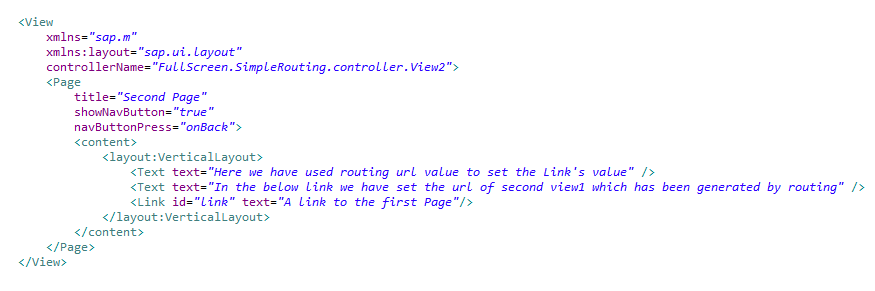 <View
xmlns="sap.m"
xmlns:layout="sap.ui.layout"
controllerName="FullScreen.SimpleRouting.controller.View2">
<Page
title="Second Page"
showNavButton="true"
navButtonPress="onBack">
<content>
<layout:VerticalLayout>
<Text text="Here we have used routing url value to set the Link's value" />
<Text text="In the below link we have set the url of second view1 which has been generated by routing" />
<Link id="link" text="A link to the first Page"/>
</layout:VerticalLayout>
</content>
</Page>
</View>